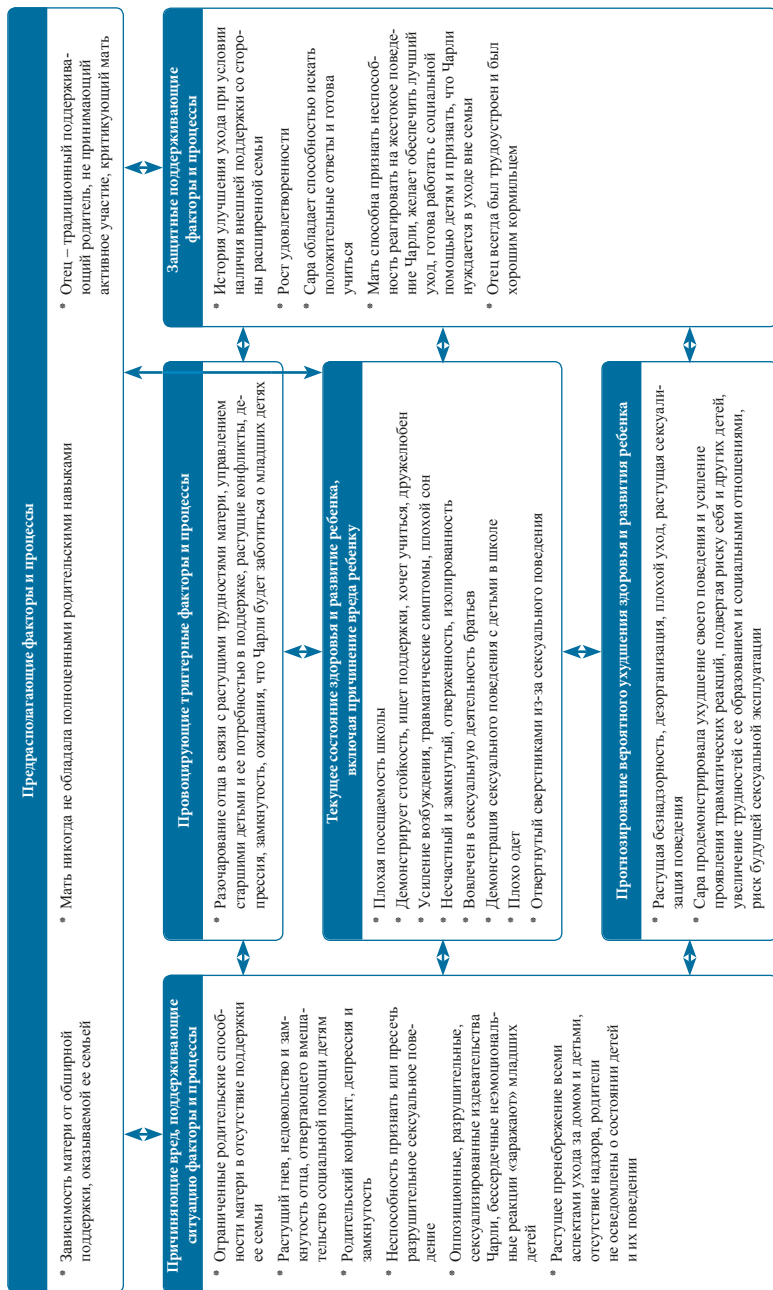 Предрасполагающие факторы и процессы
* Зависимость матери от обширной
поддержки, оказываемой ее семьей
* Мать никогда не обладала полноценными родительскими навыками
* Отец – традиционный поддержива-
ющий родитель, не принимающий
активное участие, критикующий мать
Причиняющие вред, поддерживающие
ситуацию факторы и процессы
* Ограниченные родительские способ-
ности матери в отсутствие поддержки
ее семьи
* Растущий гнев, недовольство и зам-
кнутость отца, отвергающего вмеша-
тельство социальной помощи детям
* Родительский конфликт, депрессия и
замкнутость
* Неспособность признать или пресечь
разрушительное сексуальное пове-
дение
* Оппозиционные, разрушительные,
сексуализированные издевательства
Чарли, бессердечные неэмоциональ-
ные реакции «заражают» младших
детей
* Растущее пренебрежение всеми
аспектами ухода за домом и детьми,
отсутствие надзора, родители
не осведомлены о состоянии детей
и их поведении
Провоцирующие триггерные факторы и процессы
* Разочарование отца в связи с растущими трудностями матери, управлением
старшими детьми и ее потребностью в поддержке, растущие конфликты, де-
прессия, замкнутость, ожидания, что Чарли будет заботиться о младших детях
Текущее состояние здоровья и развитие ребенка,
включая причинение вреда ребенку
* Плохая посещаемость школы
* Демонстрирует стойкость, ищет поддержки, хочет учиться, дружелюбен
* Усиление возбуждения, травматические симптомы, плохой сон
* Несчастный и замкнутый, отверженность, изолированность
* Вовлечен в сексуальную деятельность братьев
* Демонстрация сексуального поведения с детьми в школе
* Плохо одет
* Отвергнутый сверстниками из-за сексуального поведения
Прогнозирование вероятного ухудшения здоровья и развития ребенка
* Растущая безнадзорность, дезорганизация, плохой уход, растущая сексуали-
зация поведения
* Сара продемонстрировала ухудшение своего поведения и усиление
проявления травматических реакций, подвергая риску себя и других детей,
увеличение трудностей с ее образованием и социальными отношениями,
риск будущей сексуальной эксплуатации
Защитные поддерживающие
факторы и процессы
* История улучшения ухода при условии
наличия внешней поддержки со сторо-
ны расширенной семьи
* Рост удовлетворенности
* Сара обладает способностью искать
положительные ответы и готова
учиться
* Мать способна признать неспособ-
ность реагировать на жестокое поведе-
ние Чарли, желает обеспечить лучший
уход, готова работать с социальной
помощью детям и признать, что Чарли
нуждается в уходе вне семьи
* Отец всегда был трудоустроен и был
хорошим кормильцем